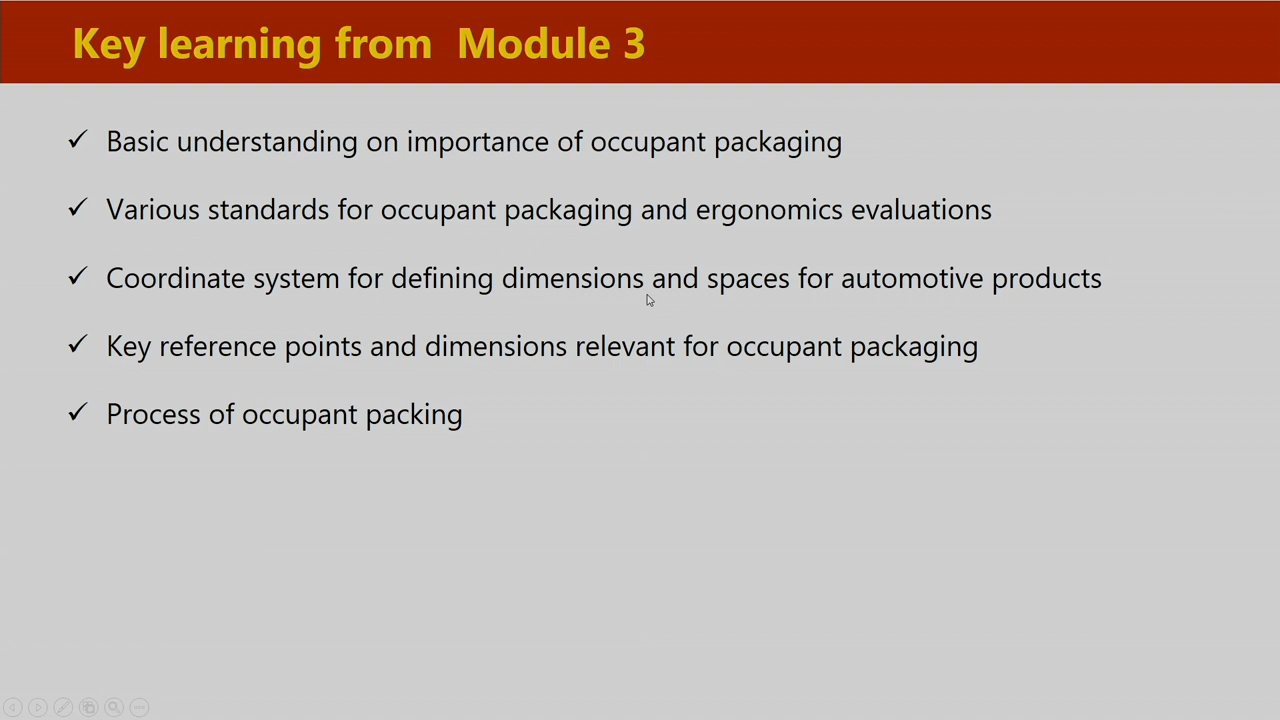 Key learning from Module 3
✓ Basic understanding on importance of occupant packaging
✓ Various standards for occupant packaging and ergonomics evaluations
✓ Coordinate system for defining dimensions and spaces for automotive products
✓ Key reference points and dimensions relevant for occupant packaging
✓ Process of occupant packing